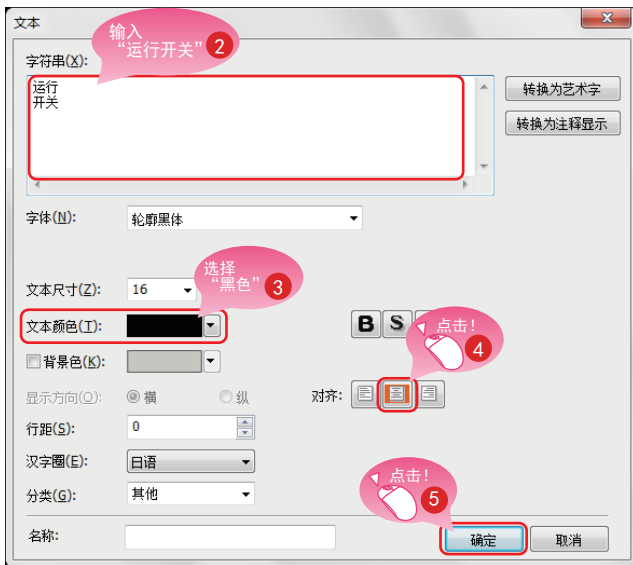 文本
输入
“运行开关” 2
字符串(X):
运行
开关
转换为艺术字
转换为注释显示
字体(N): 轮廓黑体
选择
“黑色” 3
文本尺寸(Z): 16
文本颜色(T):
B S
点击!
4
背景色(K):
显示方向(O): 横 纵 对齐:
行距(S): 0
汉字圈(E): 日语
点击!
5
分类(G): 其他
名称: 确定 取消